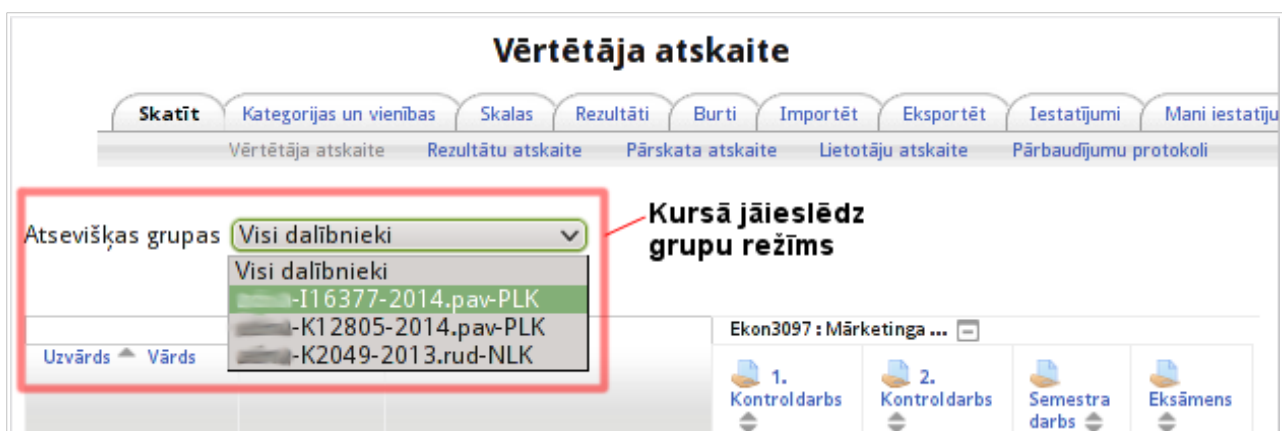 Vērtētāja atskaite
Skatīt Kategorijas un vienības Skalas Rezultāti Burti Importēt Eksportēt Iestatījumi Mani iestatīju
Vērtētāja atskaite Rezultātu atskaite Pārskata atskaite Lietotāju atskaite Pārbaudījumu protokoli
Atsevišķas grupas Visi dalībnieki
Kursā jāieslēdz
grupu režīms
Visi dalībnieki
-I16377-2014.pav-PLK
-K12805-2014.pav-PLK
-K2049-2013.rud-NLK
Ekon3097 : Mārketinga ...
Uzvārds Vārds
1. Kontroldarbs
2. Kontroldarbs
Semestra darbs
Eksāmens